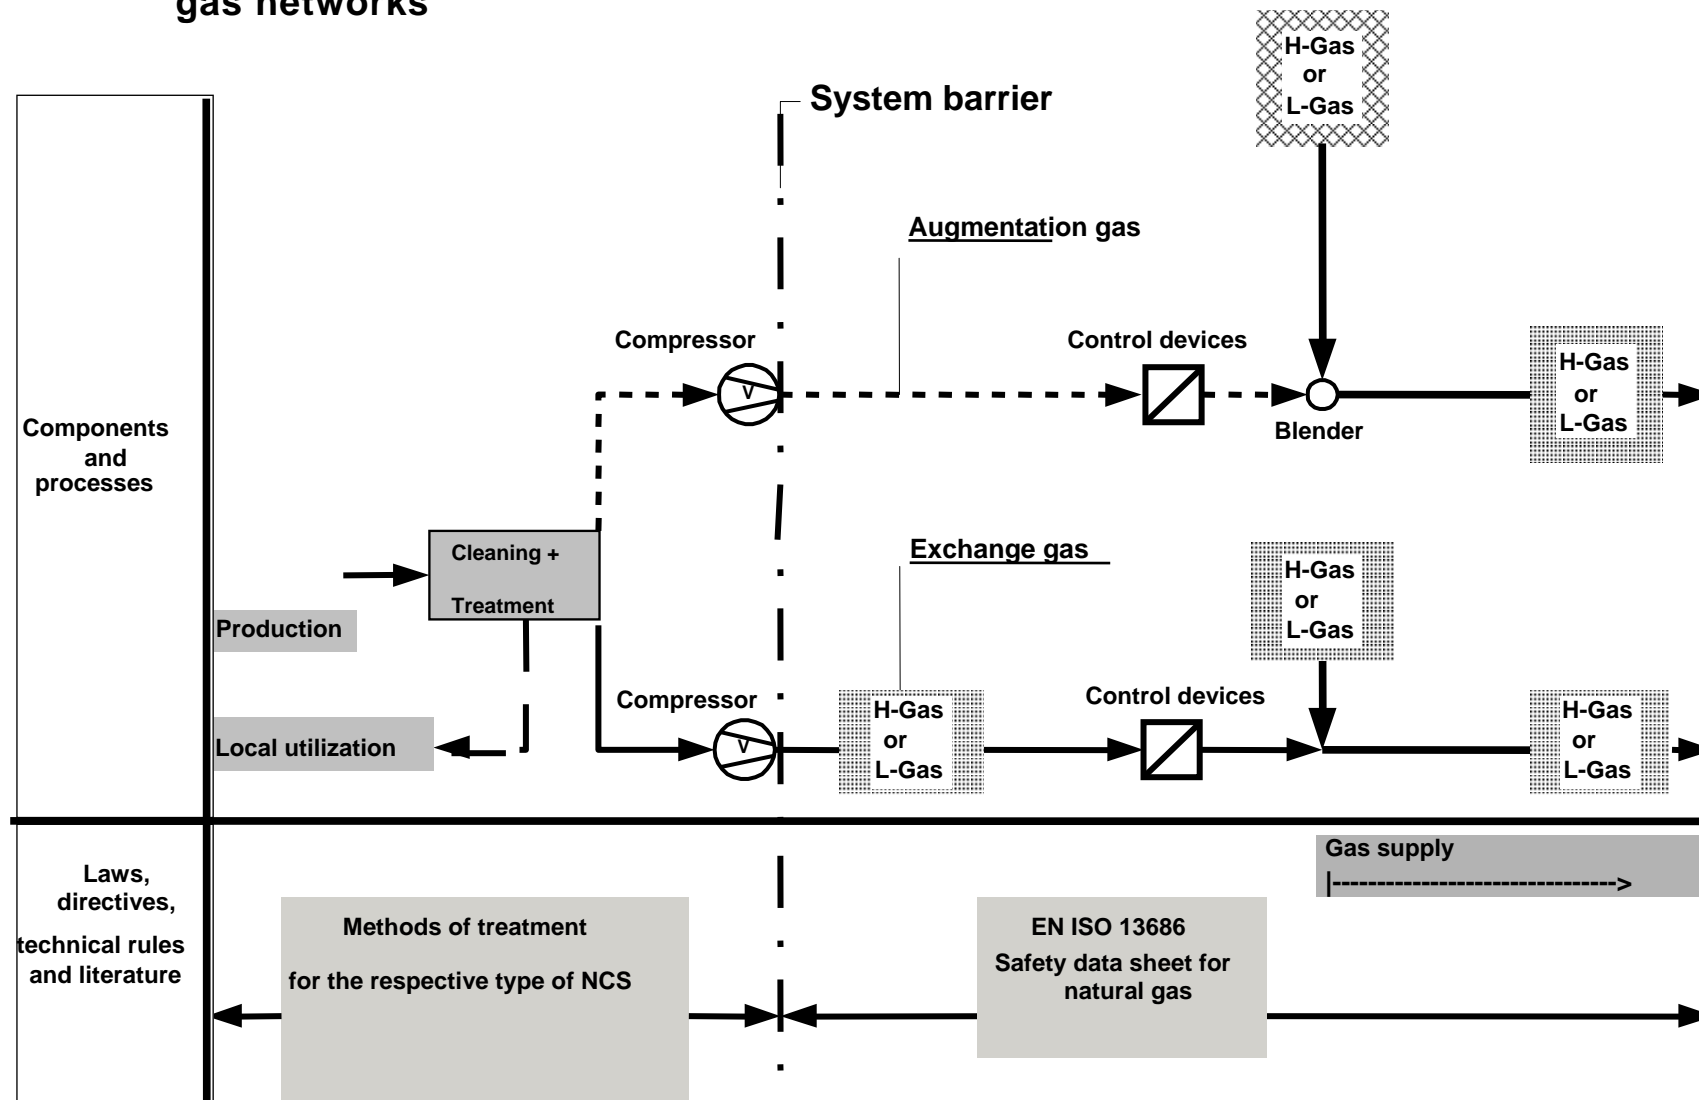 gas networks
H-Gas
or
L-Gas
System barrier
Augmentation gas
Compressor
Control devices
V
H-Gas
or
L-Gas
Blender
Components
and
processes
Cleaning +
Treatment
Exchange gas
H-Gas
or
L-Gas
Production
Compressor
Control devices
Local utilization
V
H-Gas
or
L-Gas
H-Gas
or
L-Gas
Gas supply
|-------------------------------->
Laws,
directives,
technical rules
and literature
Methods of treatment
for the respective type of NCS
EN ISO 13686
Safety data sheet for
natural gas